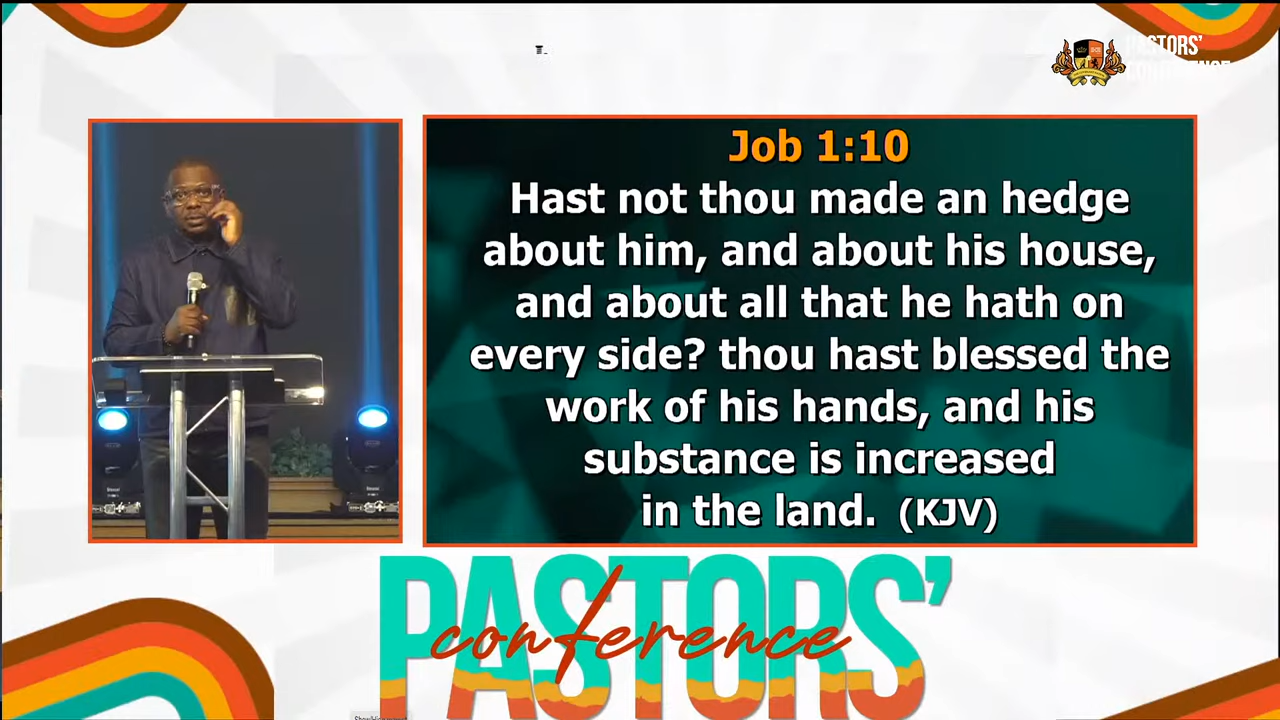 PASTORS'
CONFERENCE
Job 1:10
Hast not thou made an hedge
about him, and about his house,
and about all that he hath on
every side? thou hast blessed the
work of his hands, and his
substance is increased
in the land. (KJV)
PASTORS'
conference